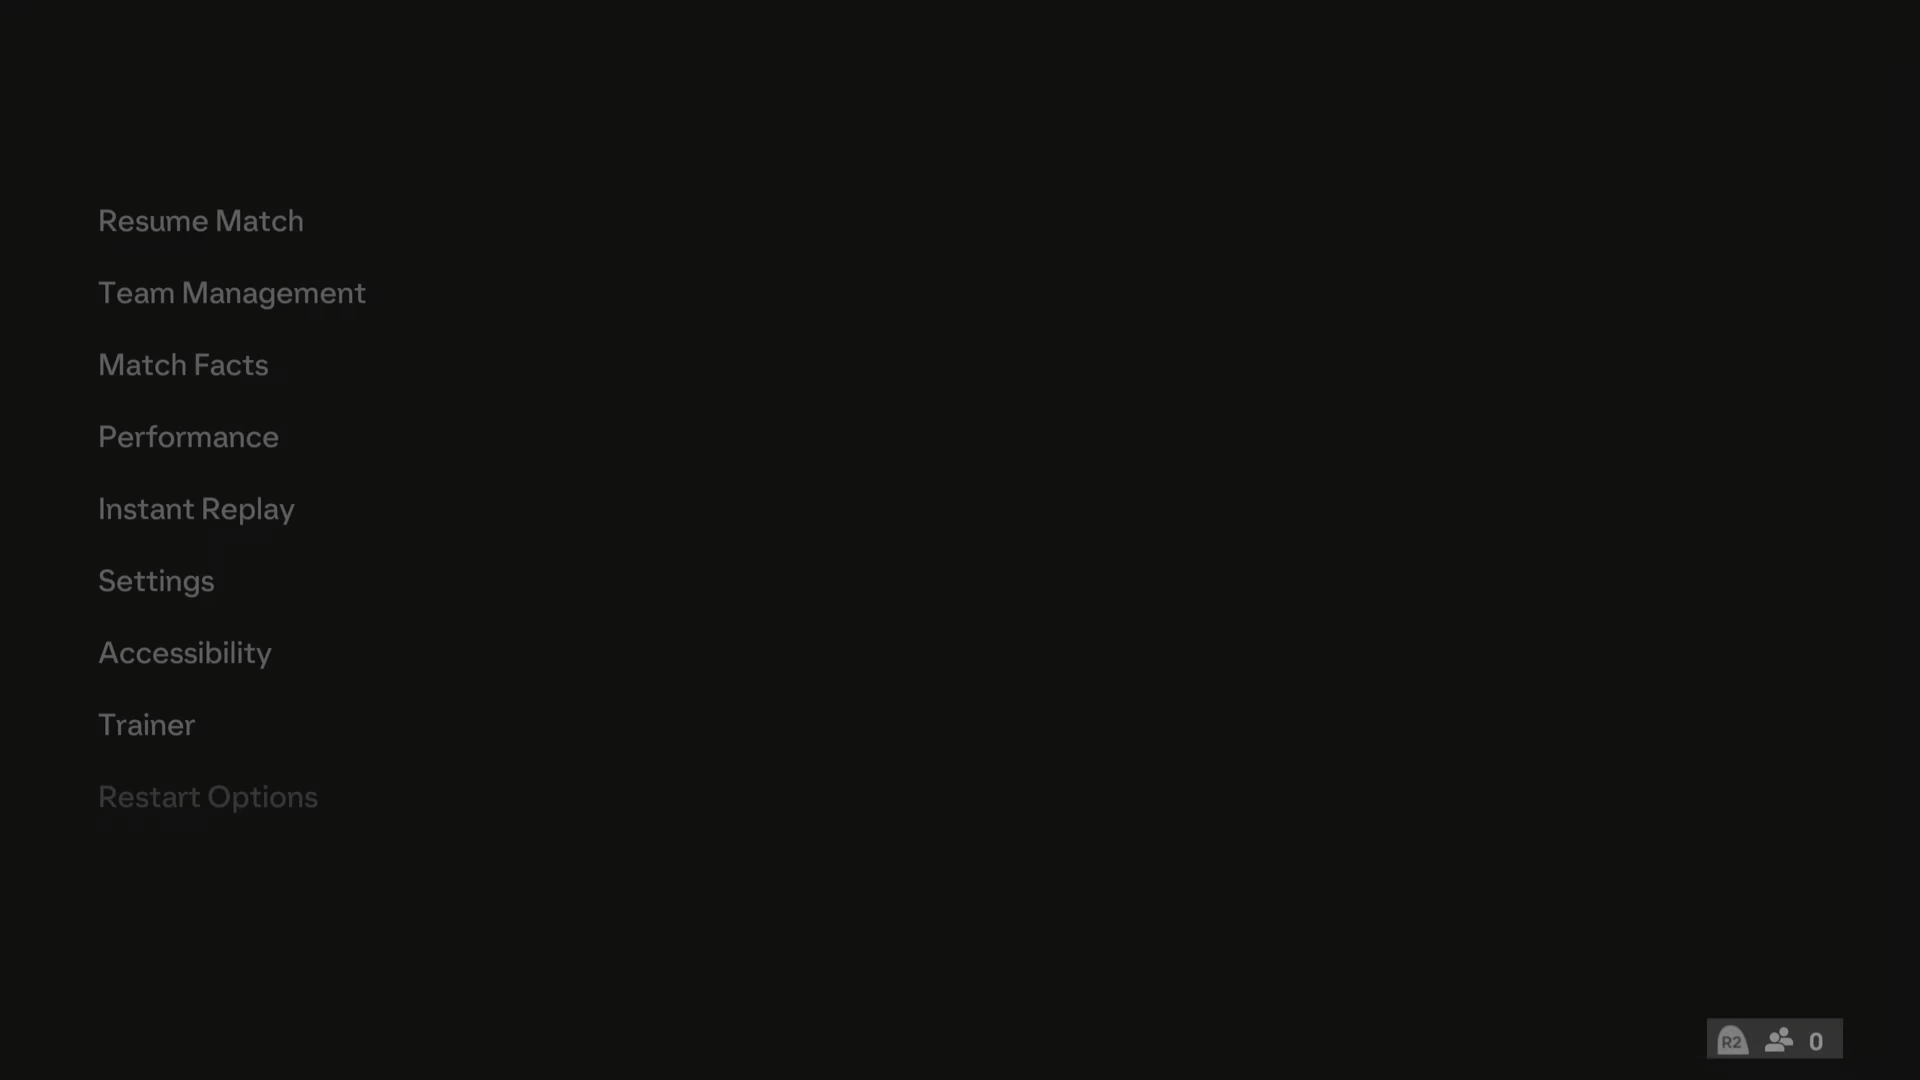 Resume Match
Team Management
Match Facts
Performance
Instant Replay
Settings
Accessibility
Trainer
Restart Options
R2 0